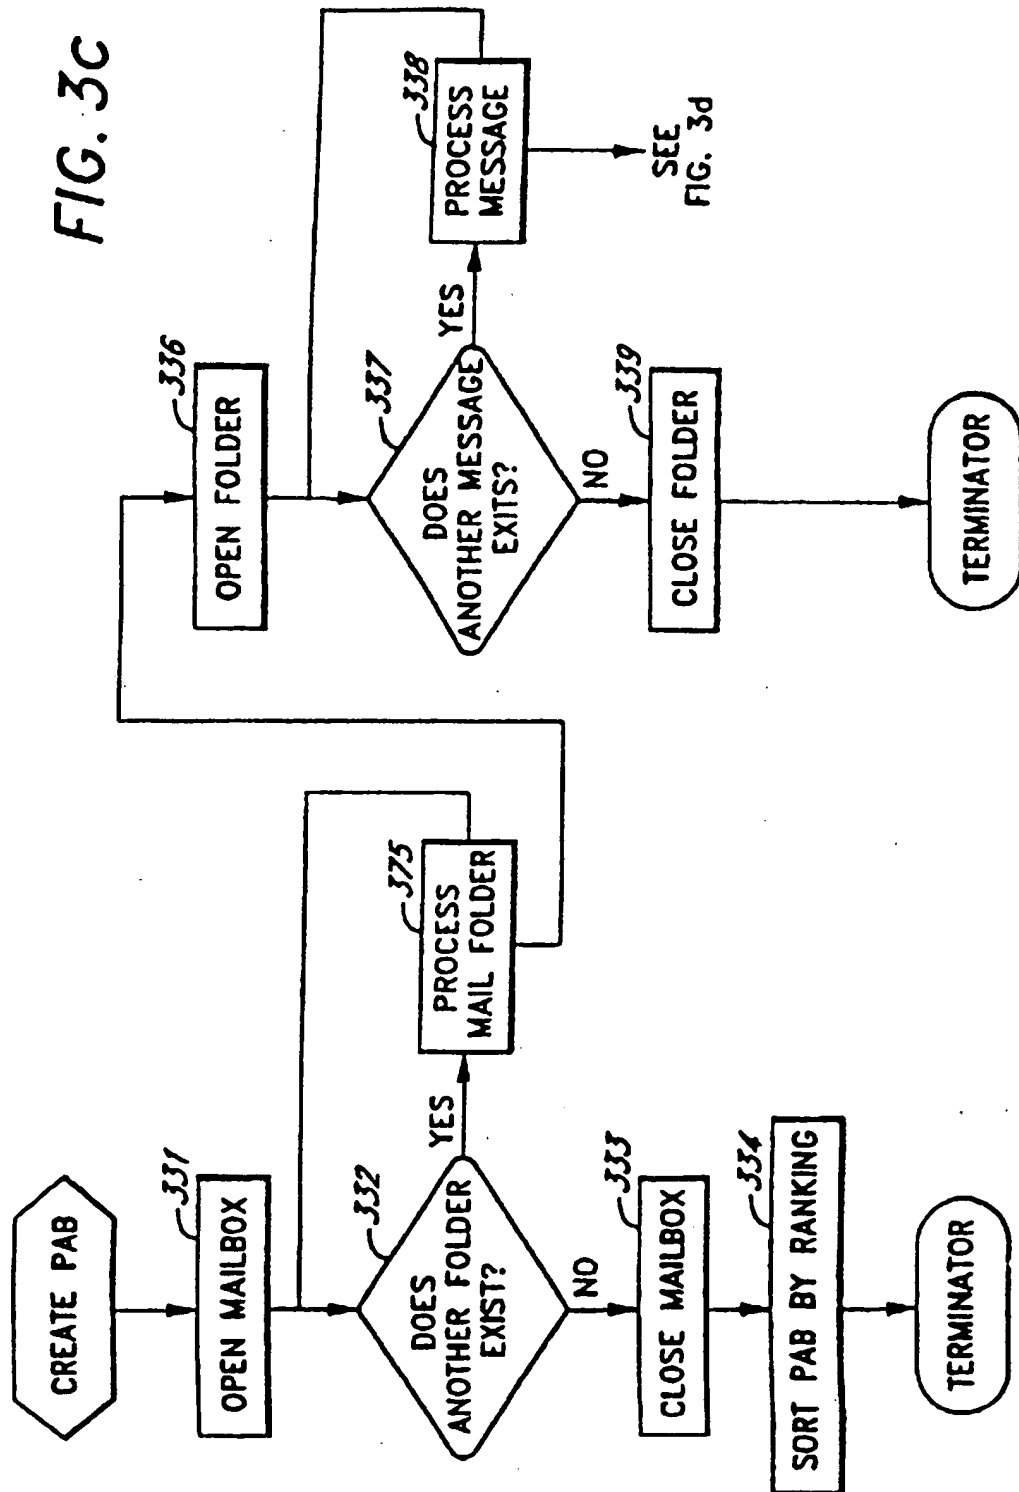 FIG. 3c
CREATE PAB
331
OPEN MAILBOX
332
DOES
ANOTHER FOLDER
EXIST?
YES
NO
375
PROCESS
MAIL FOLDER
333
CLOSE MAILBOX
334
SORT PAB BY RANKING
TERMINATOR
336
OPEN FOLDER
337
DOES
ANOTHER MESSAGE
EXITS?
YES
NO
338
PROCESS
MESSAGE
SEE
FIG. 3d
339
CLOSE FOLDER
TERMINATOR